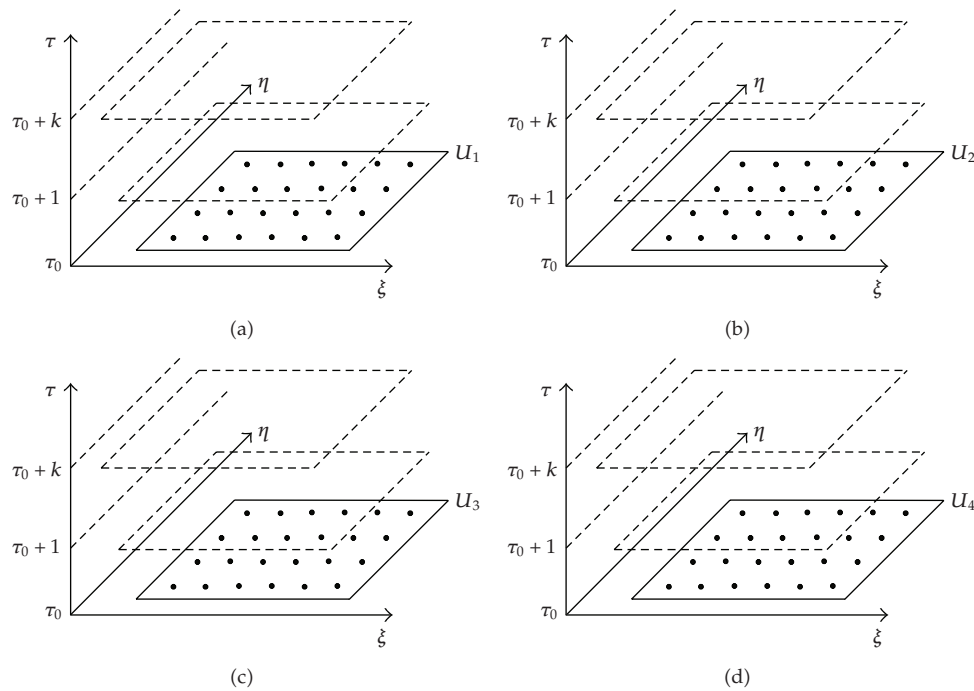 τ
η
τ0 + k
U1
τ0 + 1
τ0
ξ
(a)
τ
η
τ0 + k
U2
τ0 + 1
τ0
ξ
(b)
τ
η
τ0 + k
U3
τ0 + 1
τ0
ξ
(c)
τ
η
τ0 + k
U4
τ0 + 1
τ0
ξ
(d)